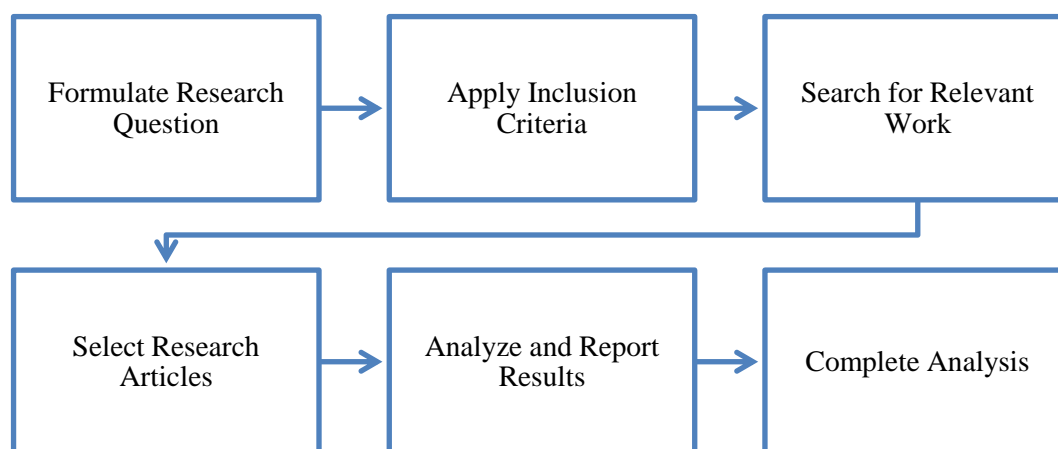 Formulate Research
Question
Apply Inclusion
Criteria
Search for Relevant
Work
Select Research
Articles
Analyze and Report
Results
Complete Analysis